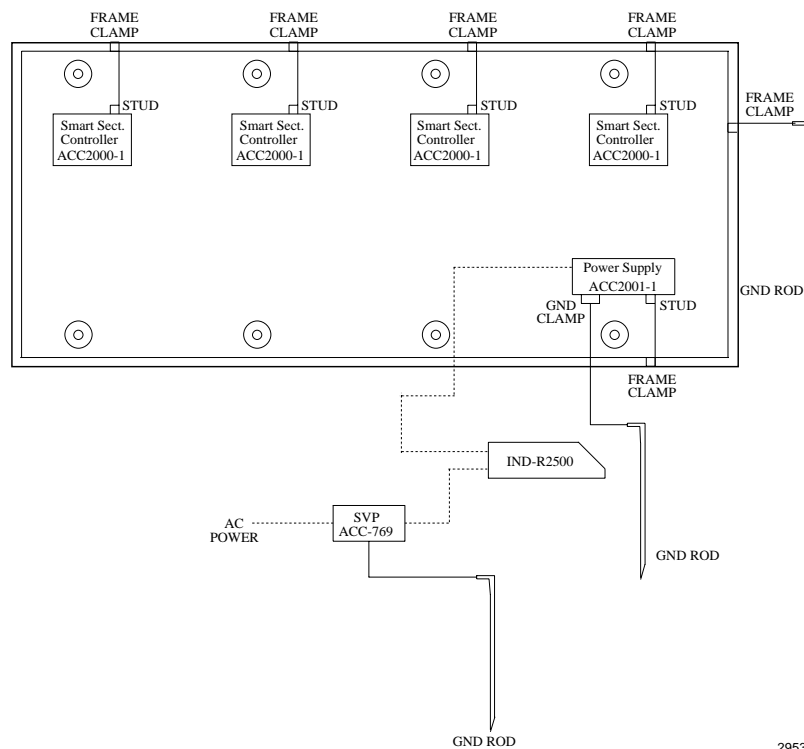 FRAME
CLAMP
FRAME
CLAMP
FRAME
CLAMP
FRAME
CLAMP
STUD
STUD
STUD
STUD
FRAME
CLAMP
Smart Sect.
Controller
ACC2000-1
Smart Sect.
Controller
ACC2000-1
Smart Sect.
Controller
ACC2000-1
Smart Sect.
Controller
ACC2000-1
Power Supply
ACC2001-1
GND ROD
GND
CLAMP
STUD
FRAME
CLAMP
IND-R2500
SVP
ACC-769
AC
POWER
GND ROD
GND ROD
2953